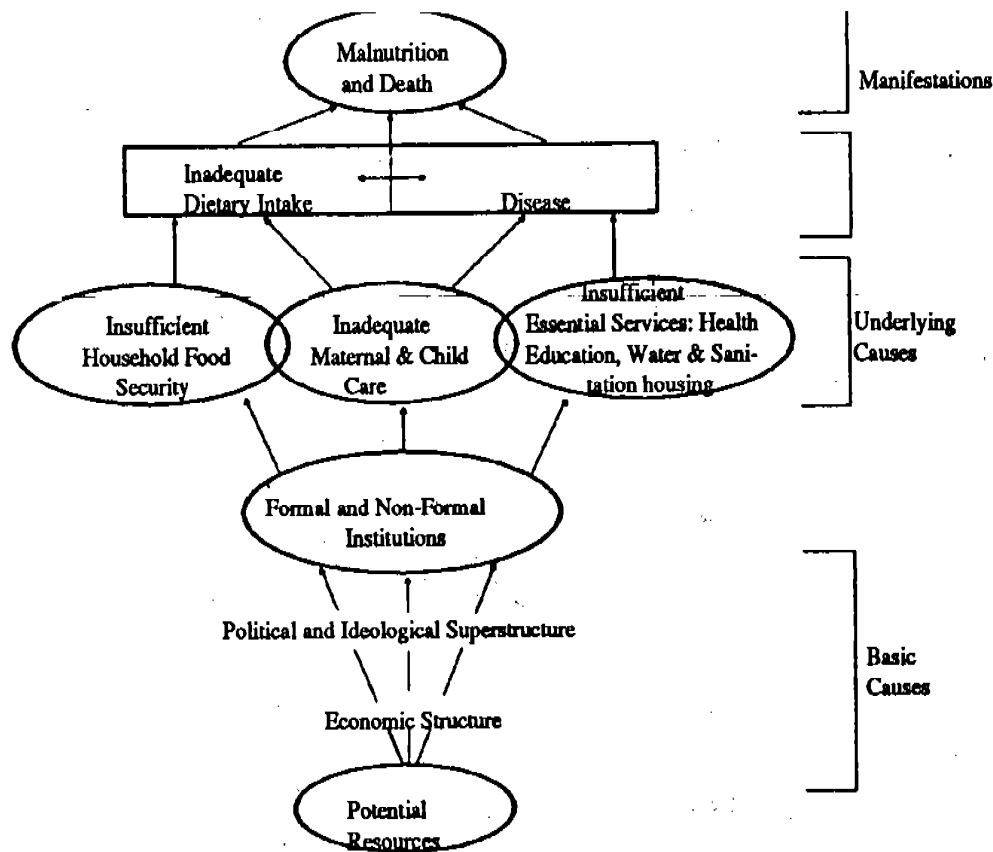 Malnutrition
and Death
Manifestations
Inadequate
Dietary Intake
Disease
Insufficient
Household Food
Security
Inadequate
Maternal & Child
Care
Insufficient
Essential Services: Health
Education, Water & Sani-
tation housing
Underlying
Causes
Formal and Non-Formal
Institutions
Political and Ideological Superstructure
Economic Structure
Basic
Causes
Potential
Resources